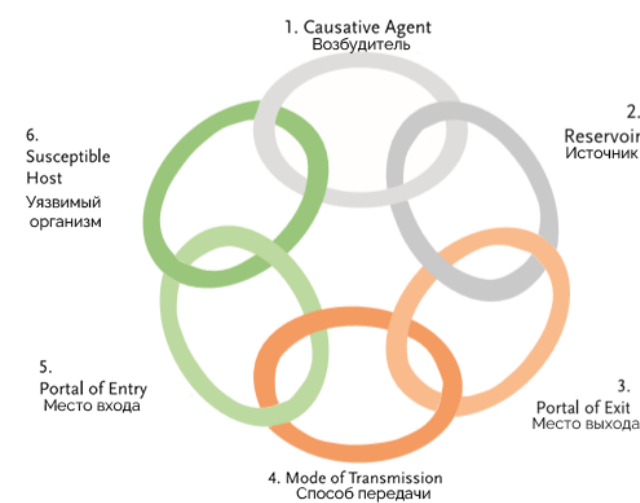 1. Causative Agent
Возбудитель
2.
Reservoir
Источник
3.
Portal of Exit
Место выхода
4. Mode of Transmission
Способ передачи
5.
Portal of Entry
Место входа
6.
Susceptible
Host
Уязвимый
организм